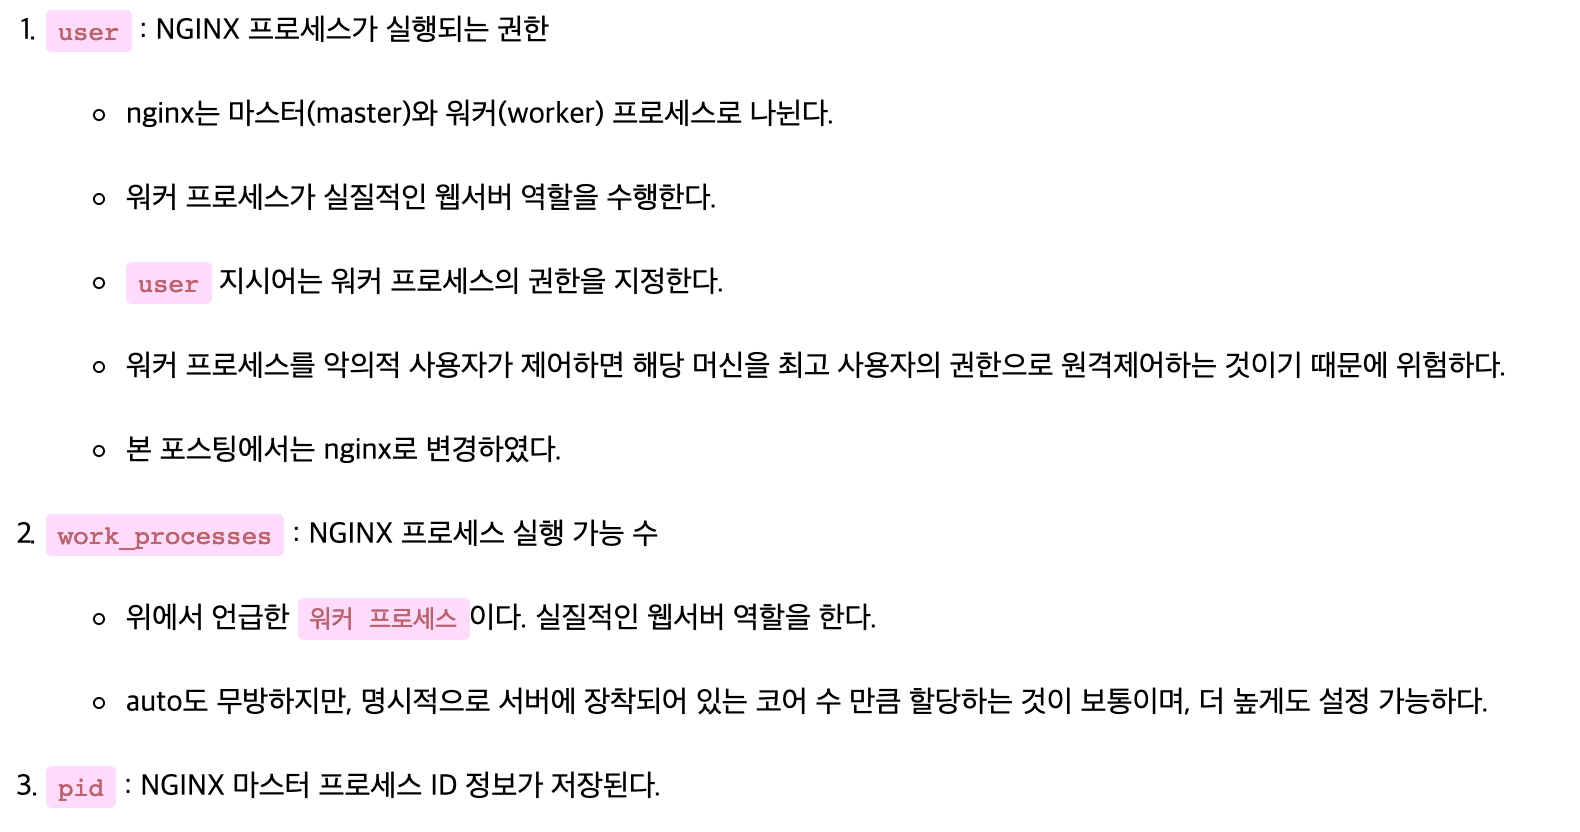 1. user : NGINX 프로세스가 실행되는 권한
nginx는 마스터(master)와 워커(worker) 프로세스로 나뉜다.
워커 프로세스가 실질적인 웹서버 역할을 수행한다.
user 지시어는 워커 프로세스의 권한을 지정한다.
워커 프로세스를 악의적 사용자가 제어하면 해당 머신을 최고 사용자의 권한으로 원격제어하는 것이기 때문에 위험하다.
본 포스팅에서는 nginx로 변경하였다.
2. work_processes : NGINX 프로세스 실행 가능 수
위에서 언급한 워커 프로세스이다. 실질적인 웹서버 역할을 한다.
auto도 무방하지만, 명시적으로 서버에 장착되어 있는 코어 수 만큼 할당하는 것이 보통이며, 더 높게도 설정 가능하다.
3. pid : NGINX 마스터 프로세스 ID 정보가 저장된다.